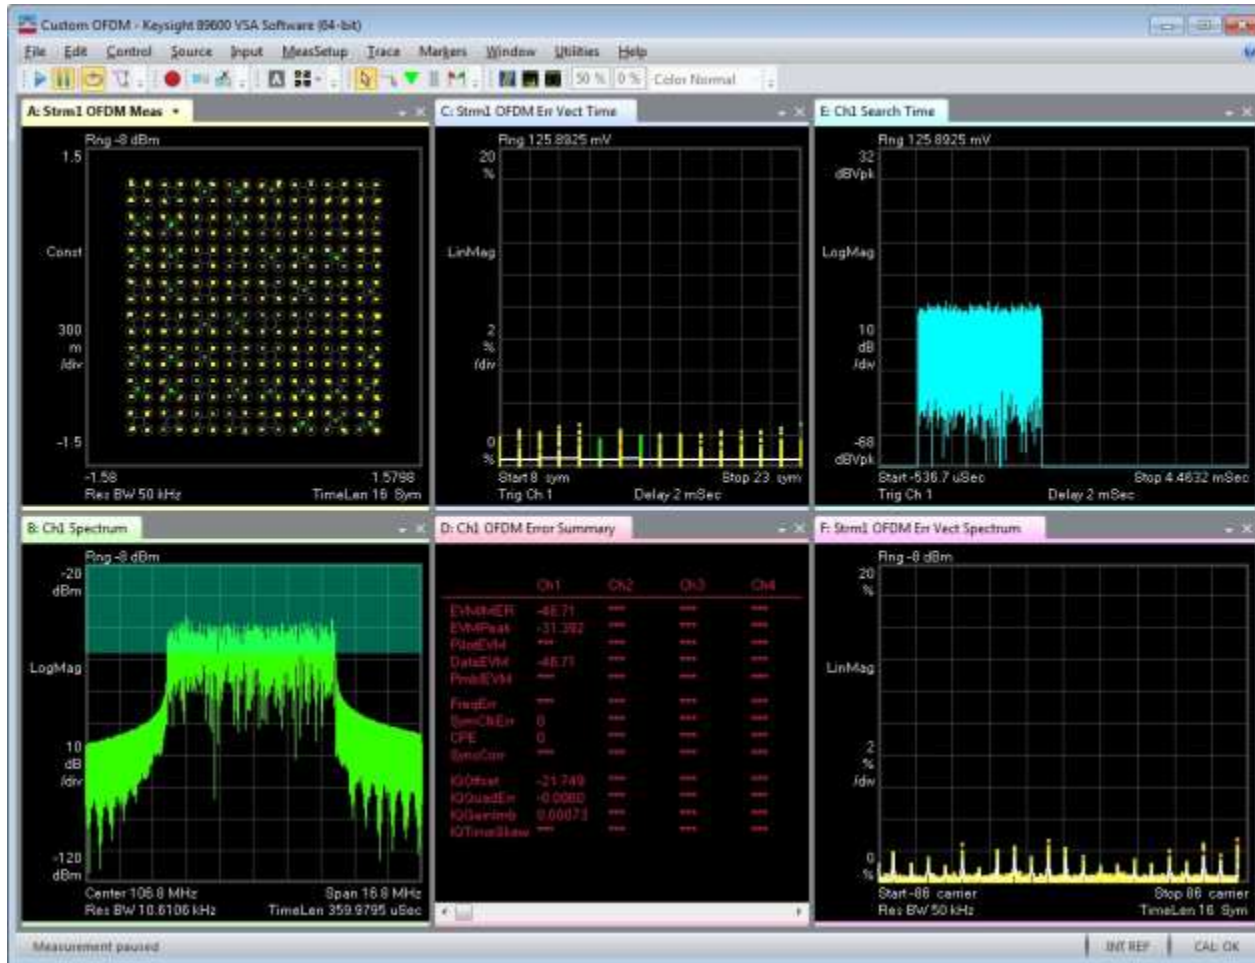 Custom OFDM - Keysight 89600 VSA Software (64-bit)
File Edit Control Source Input MeasSetup Trace Markers Window Utilities Help
A 50 % 0 % Color Normal
A: Strm1 OFDM Meas
Rng -8 dBm
1.5
Const
300
m
/div
-1.5
-1.58 1.5798
Res BW 50 kHz TimeLen 16 Sym
C: Strm1 OFDM Err Vect Time
Rng 125.8925 mV
20
%
LinMag
2
%
/div
0
%
Start 8 sym Stop 23 sym
Trig Ch 1 Delay 2 mSec
E: Ch1 Search Time
Rng 125.8925 mV
32
dBVpk
LogMag
10
dB
/div
-68
dBVpk
Start -536.7 uSec Stop 4.4632 mSec
Trig Ch 1 Delay 2 mSec
B: Ch1 Spectrum
Rng -8 dBm
-20
dBm
LogMag
10
dB
/div
-120
dBm
Center 106.8 MHz Span 16.8 MHz
Res BW 10.6106 kHz TimeLen 359.9795 uSec
D: Ch1 OFDM Error Summary
Ch1 Ch2 Ch3 Ch4
EVM/MER -46.71 *** *** ***
EVMPeak -31.382 *** *** ***
PilotEVM *** *** *** ***
DataEVM -46.71 *** *** ***
PmblEVM *** *** *** ***
FreqErr *** *** *** ***
SymClkErr 0 *** *** ***
CPE 0 *** *** ***
SyncCorr *** *** *** ***
IQOffset -21.749 *** *** ***
IQQuadErr *** *** ***
IQGainImb 0.00073 *** *** ***
IQTimeSkew *** *** *** ***
F: Strm1 OFDM Err Vect Spectrum
Rng -8 dBm
20
%
LinMag
2
%
/div
0
%
Start -86 carrier Stop 86 carrier
Res BW 50 kHz TimeLen 16 Sym
Measurement paused INT REF CAL: OK